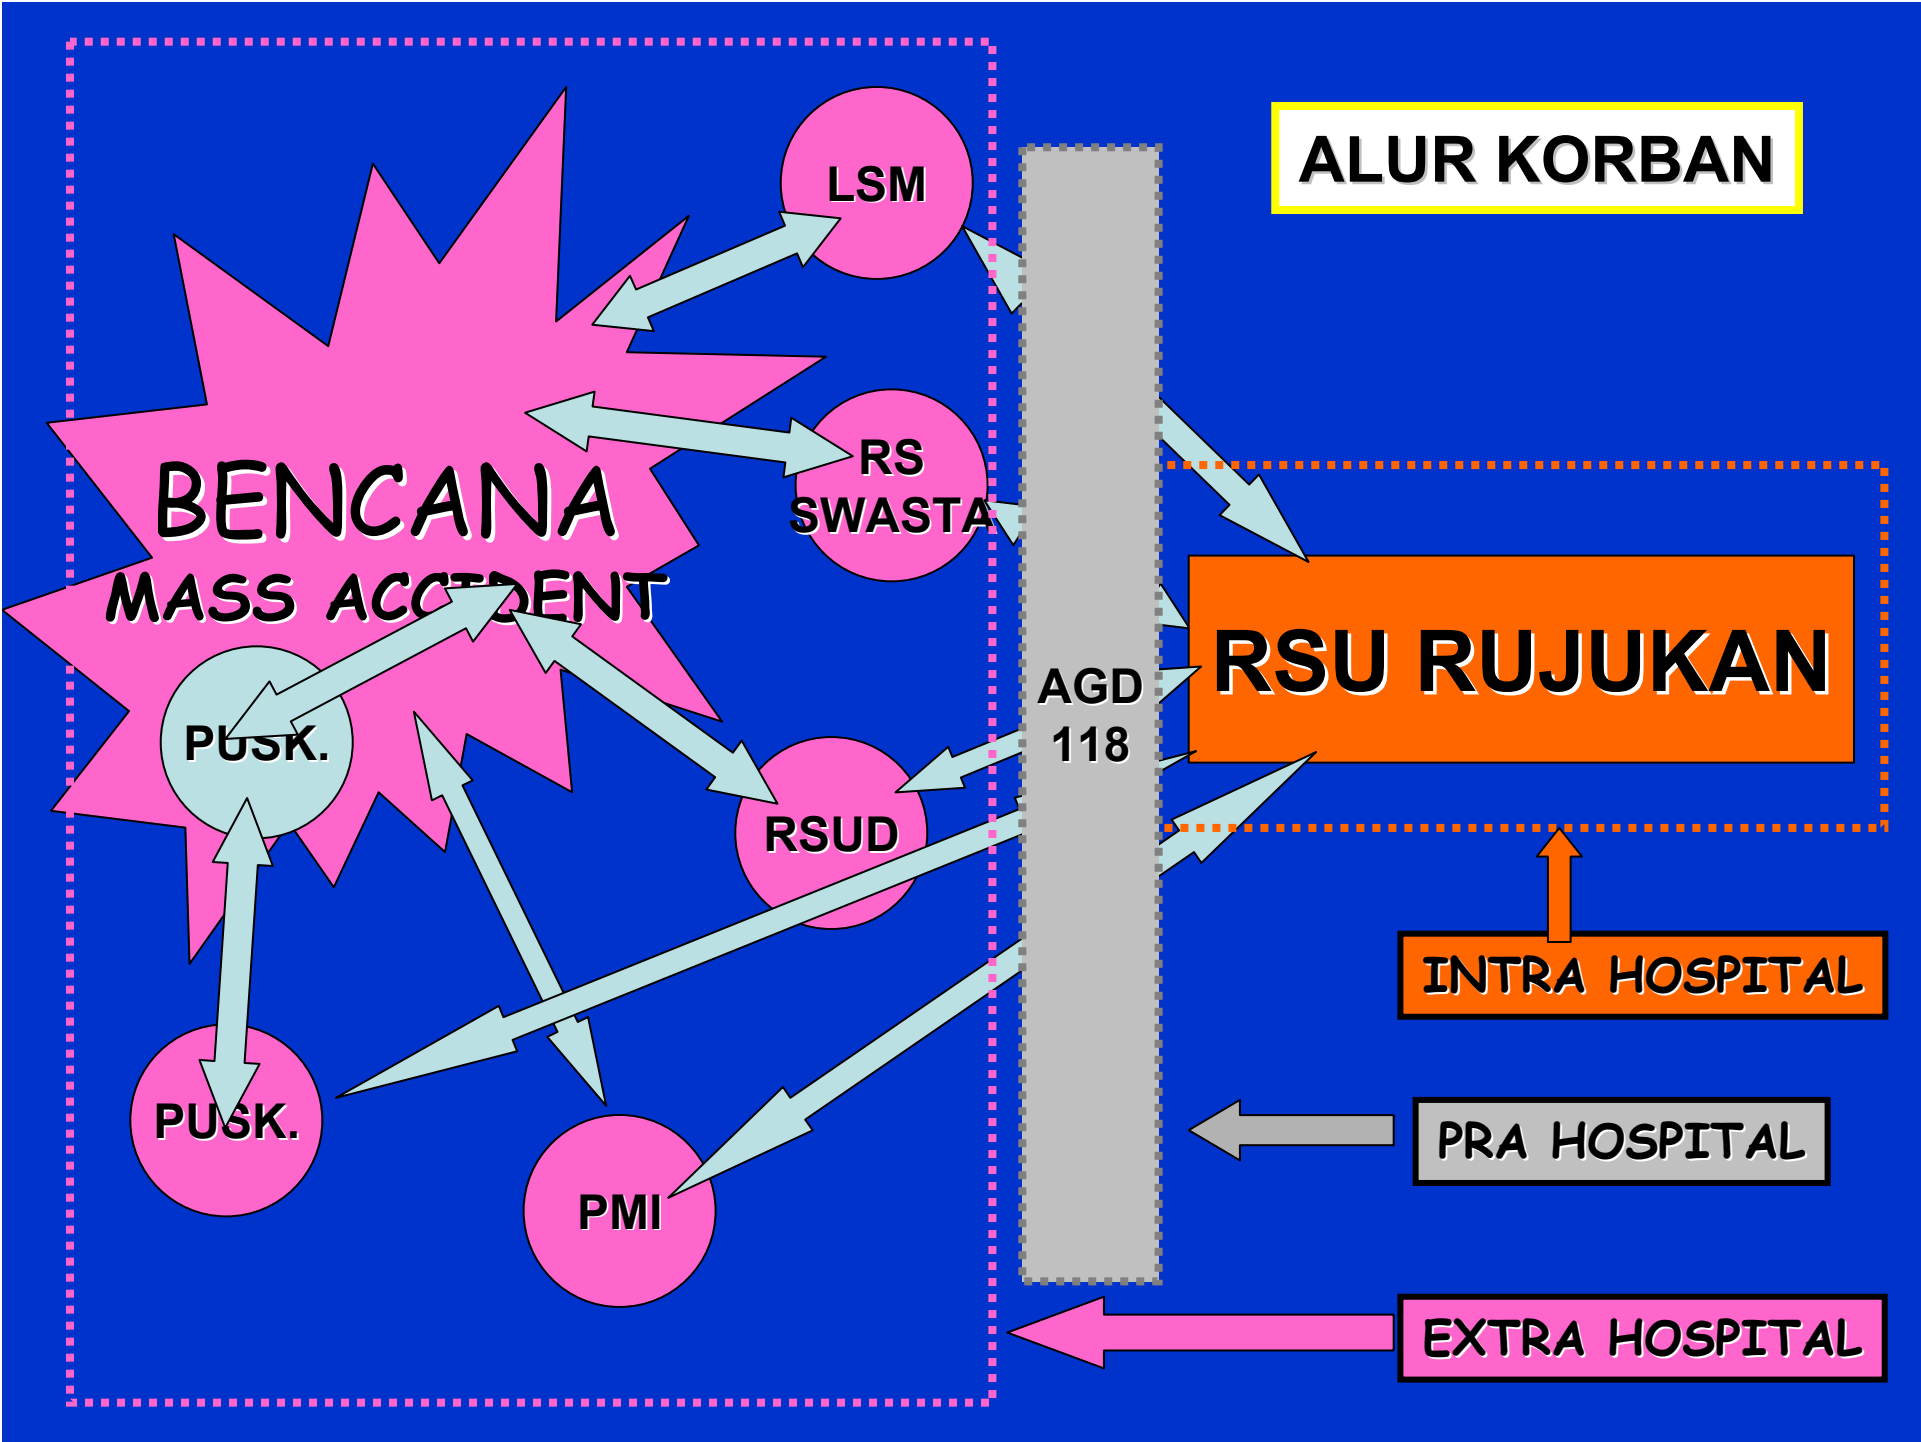 ALUR KORBAN
LSM
RS
SWASTA
BENCANA
MASS ACCIDENT
PUSK.
RSUD
PUSK.
PMI
AGD
118
RSU RUJUKAN
INTRA HOSPITAL
PRA HOSPITAL
EXTRA HOSPITAL